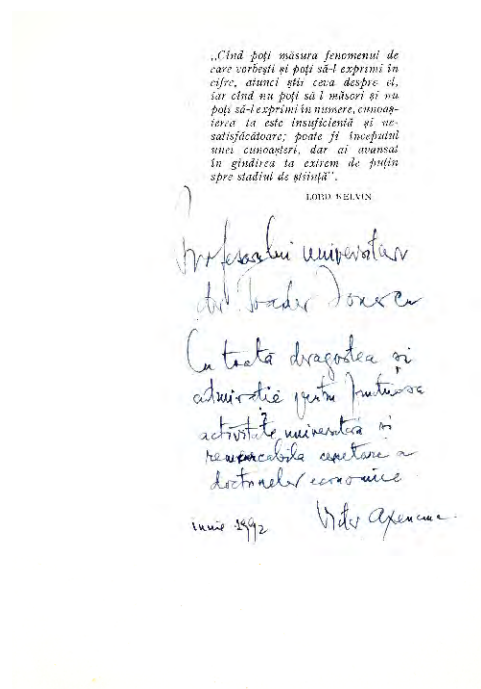 „Cînd poți măsura fenomenul de
care vorbești și poți să-l exprimi în
cifre, atunci știi ceva despre el,
iar cînd nu poți să-l măsori și nu
poți să-l exprimi în numere, cunoaș-
terea ta este insuficientă și ne-
satisfăcătoare; poate fi începutul
unei cunoașteri, dar ai avansat
în gîndirea ta extrem de puțin
spre stadiul de știință”.
LORD KELVIN
Profesorului universitar
dr. Toader Ionescu
Cu toată dragostea și
admirație pentru fructuoasa
activitate universitară și
remarcabila cercetare a
doctrinelor economice
iunie 1992 Victor Axenciuc